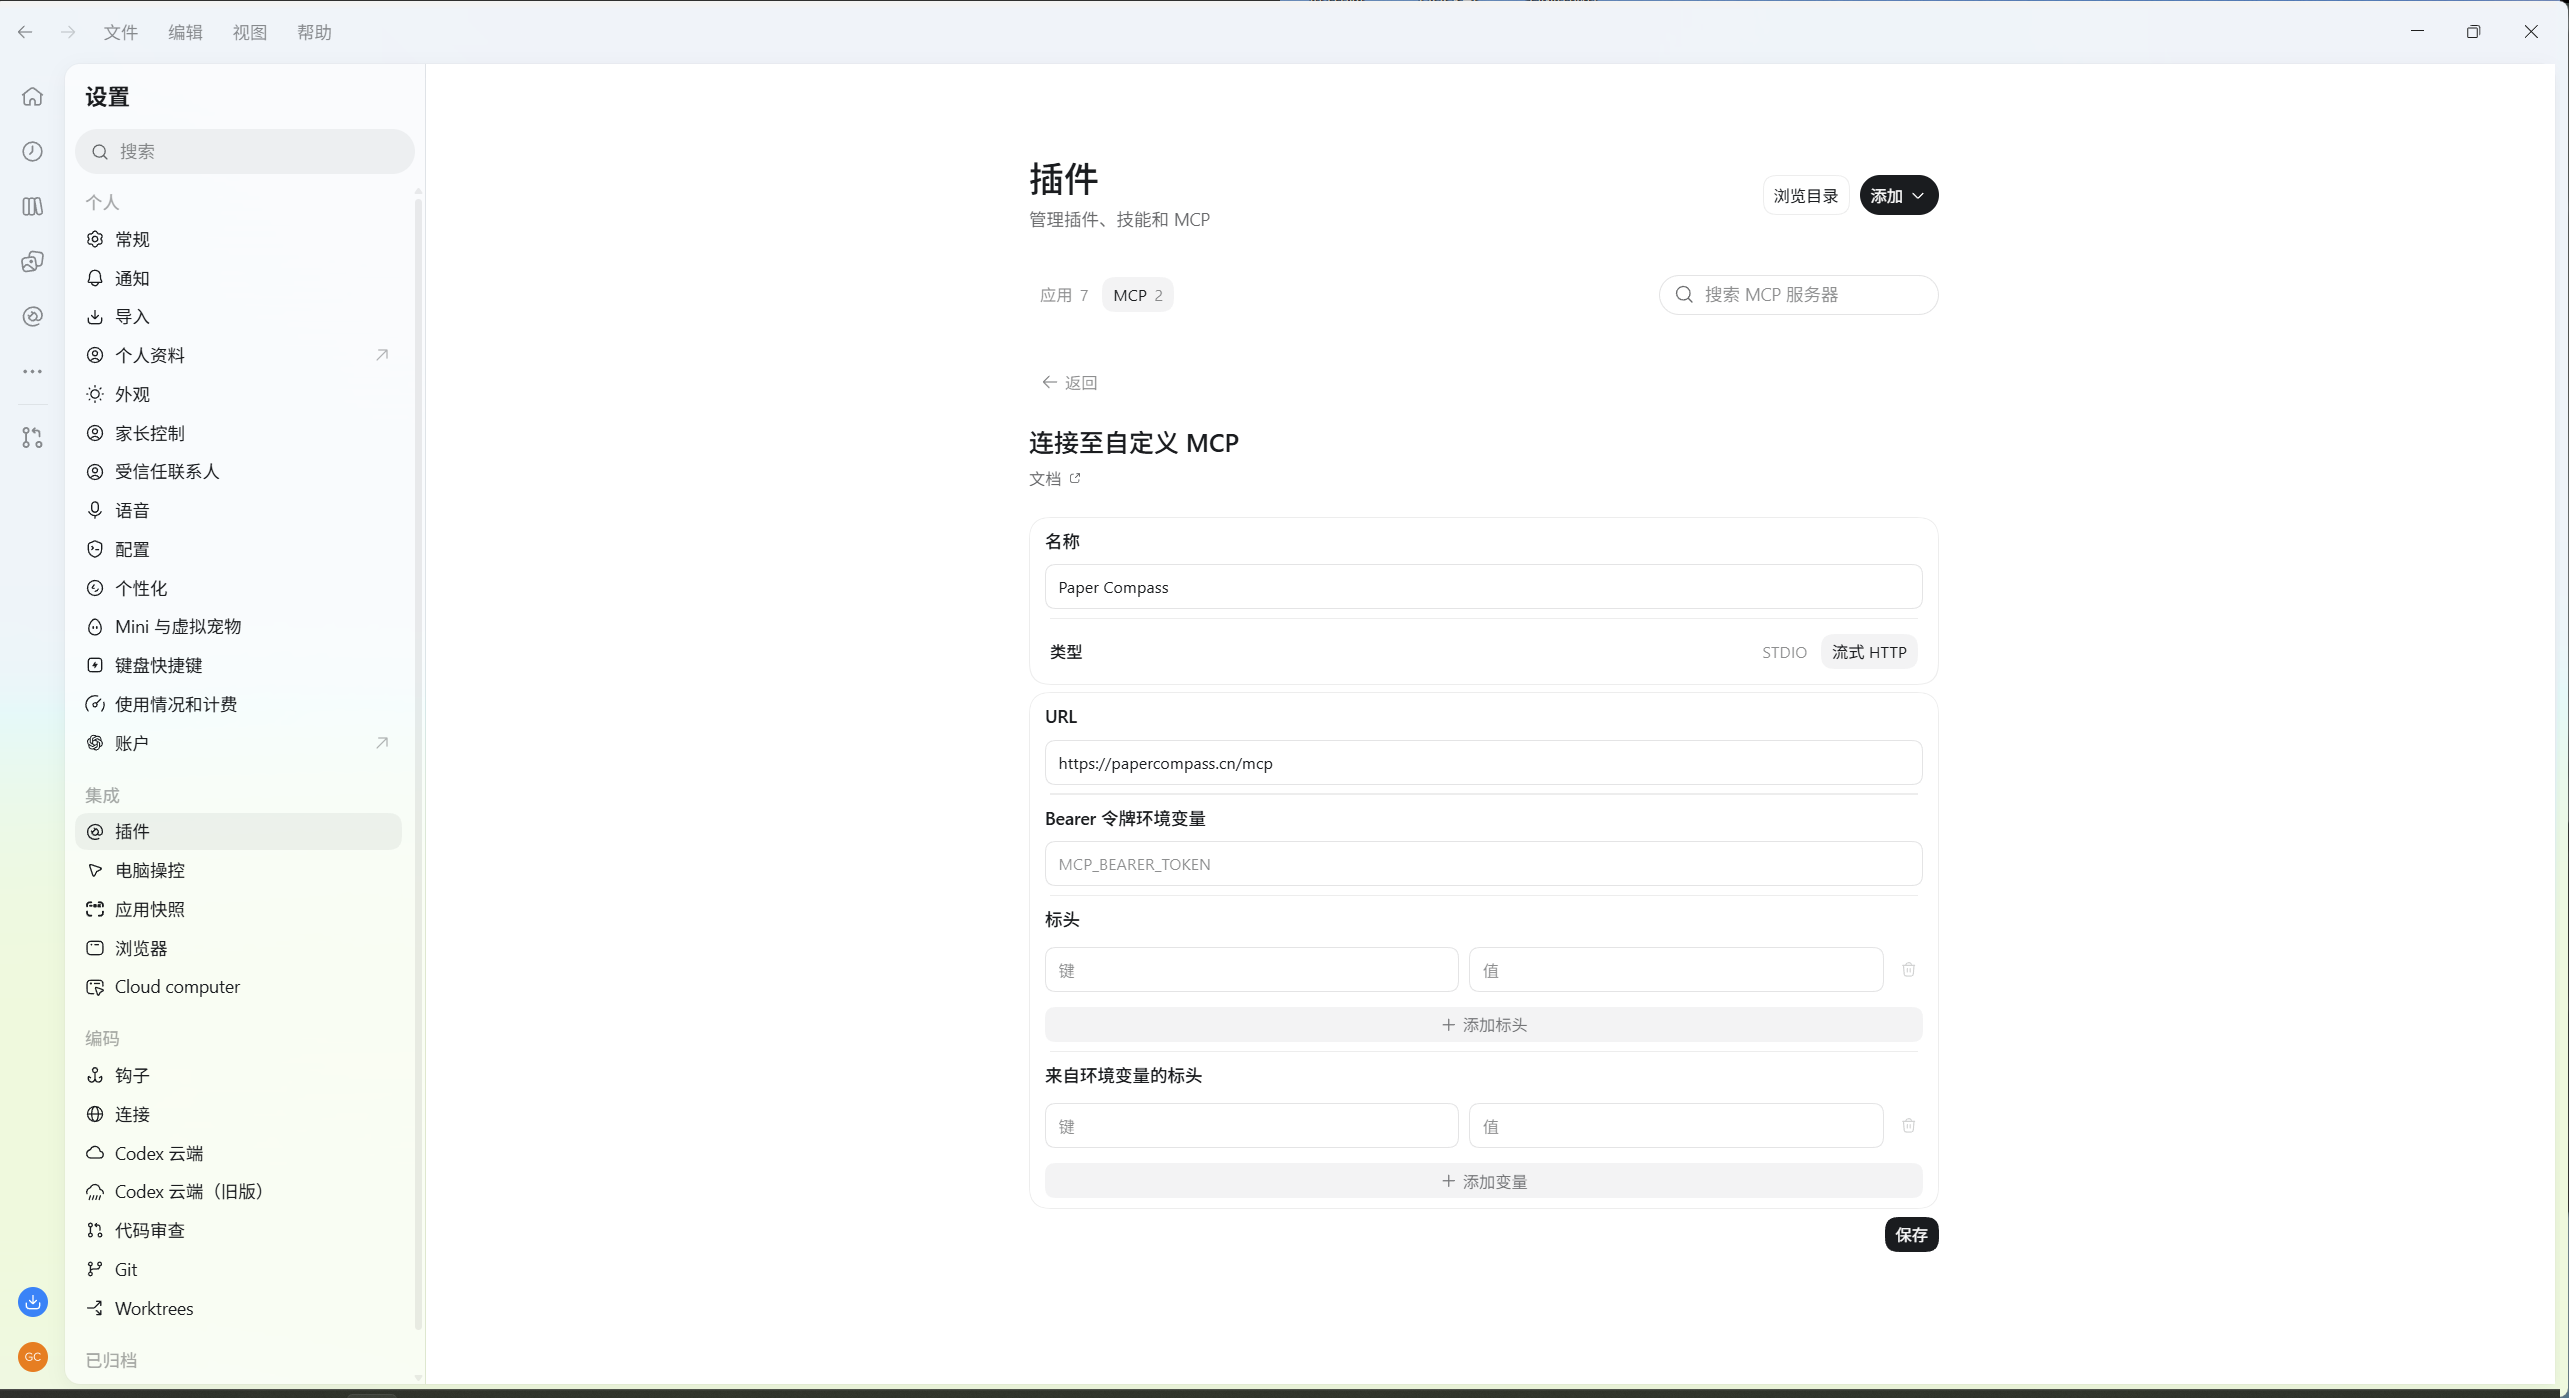 文件 编辑 视图 帮助
设置
搜索
个人
常规
通知
导入
个人资料
外观
家长控制
受信任联系人
语音
配置
个性化
Mini 与虚拟宠物
键盘快捷键
使用情况和计费
账户
集成
插件
电脑操控
应用快照
浏览器
Cloud computer
编码
钩子
连接
Codex 云端
Codex 云端（旧版）
代码审查
Git
Worktrees
已归档
GC
插件
管理插件、技能和 MCP
浏览目录 添加
应用 7 MCP 2
搜索 MCP 服务器
返回
连接至自定义 MCP
文档
名称
Paper Compass
类型 STDIO 流式 HTTP
URL
https://papercompass.cn/mcp
Bearer 令牌环境变量
MCP_BEARER_TOKEN
标头
键 值
添加标头
来自环境变量的标头
键 值
添加变量
保存